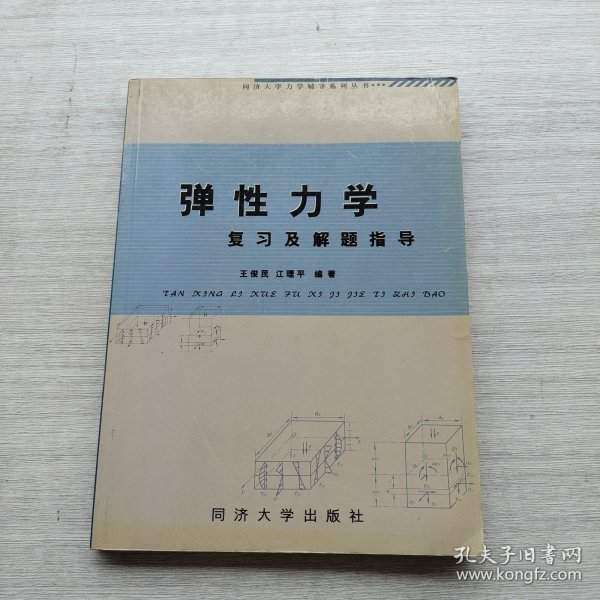 同济大学力学辅导系列丛书
弹性力学
复习及解题指导
王俊民 江理平 编著
TAN XING LI XUE FU XI JI JIE TI ZHI DAO
同济大学出版社
孔夫子旧书网
www.kongfz.com